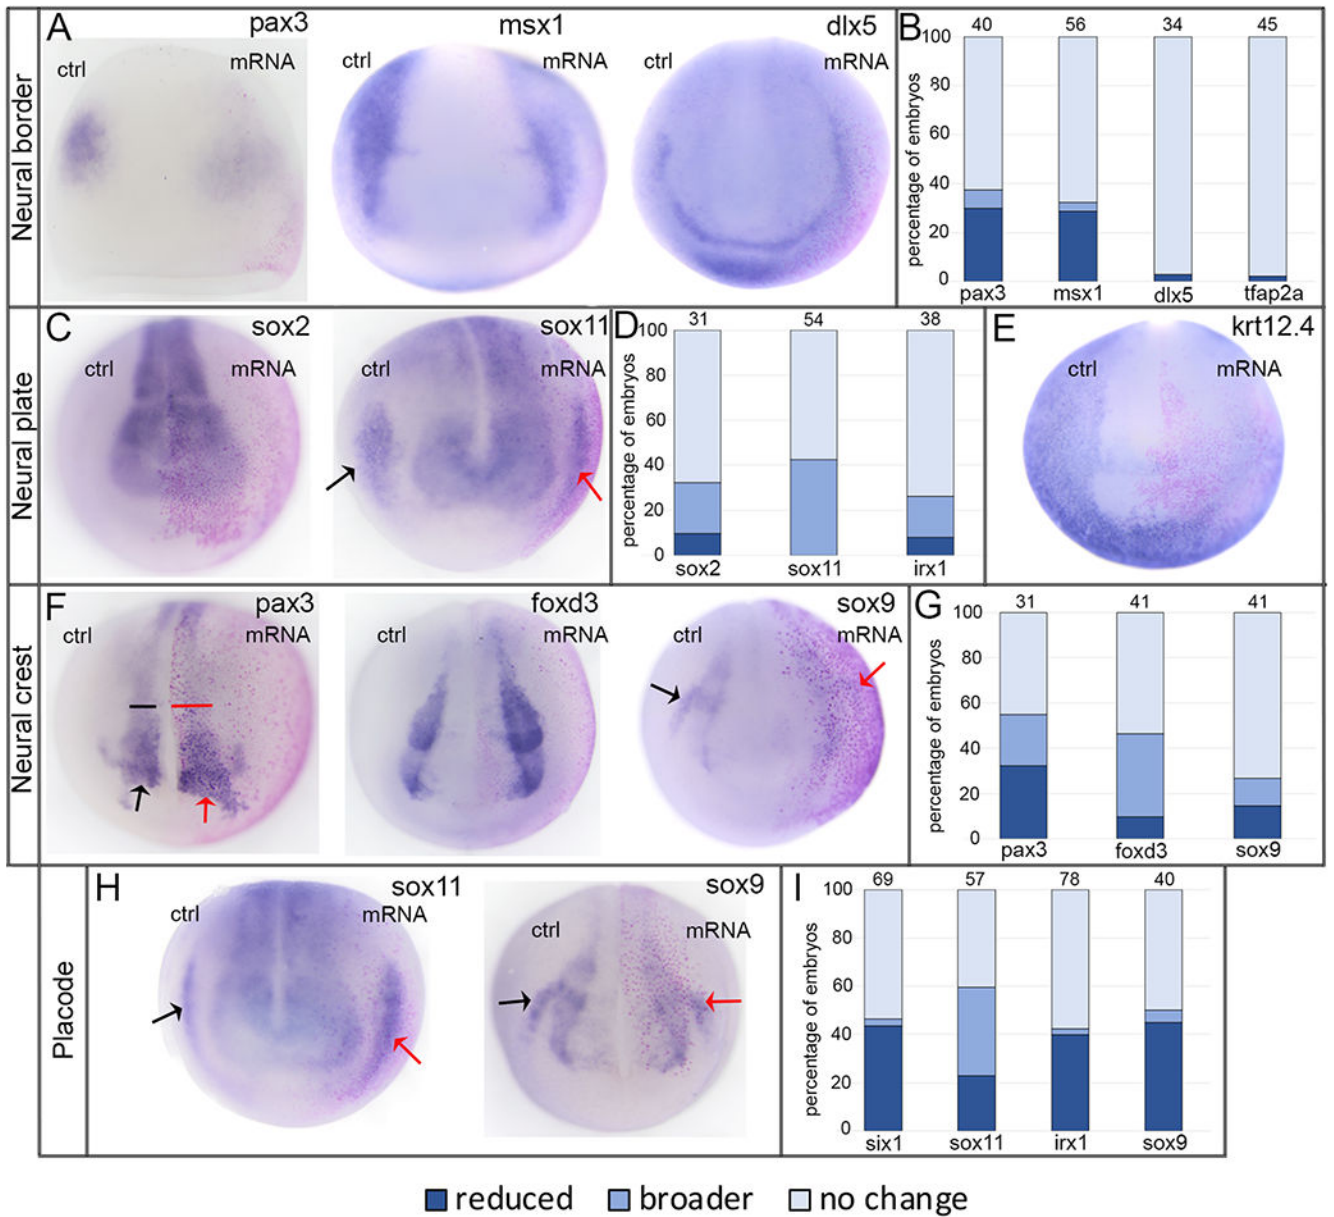 Neural border
A
pax3
ctrl
mRNA
msx1
ctrl
mRNA
dlx5
ctrl
mRNA
B
percentage of embryos
100
80
60
40
20
0
40 56 34 45
pax3 msx1 dlx5 tfap2a
Neural plate
C
sox2
ctrl
mRNA
sox11
ctrl
mRNA
D
percentage of embryos
100
80
60
40
20
0
31 54 38
sox2 sox11 irx1
E
krt12.4
ctrl
mRNA
Neural crest
F
pax3
ctrl
mRNA
foxd3
ctrl
mRNA
sox9
ctrl
mRNA
G
percentage of embryos
100
80
60
40
20
0
31 41 41
pax3 foxd3 sox9
Placode
H
sox11
ctrl
mRNA
sox9
ctrl
mRNA
I
percentage of embryos
100
80
60
40
20
0
69 57 78 40
six1 sox11 irx1 sox9
reduced broader no change